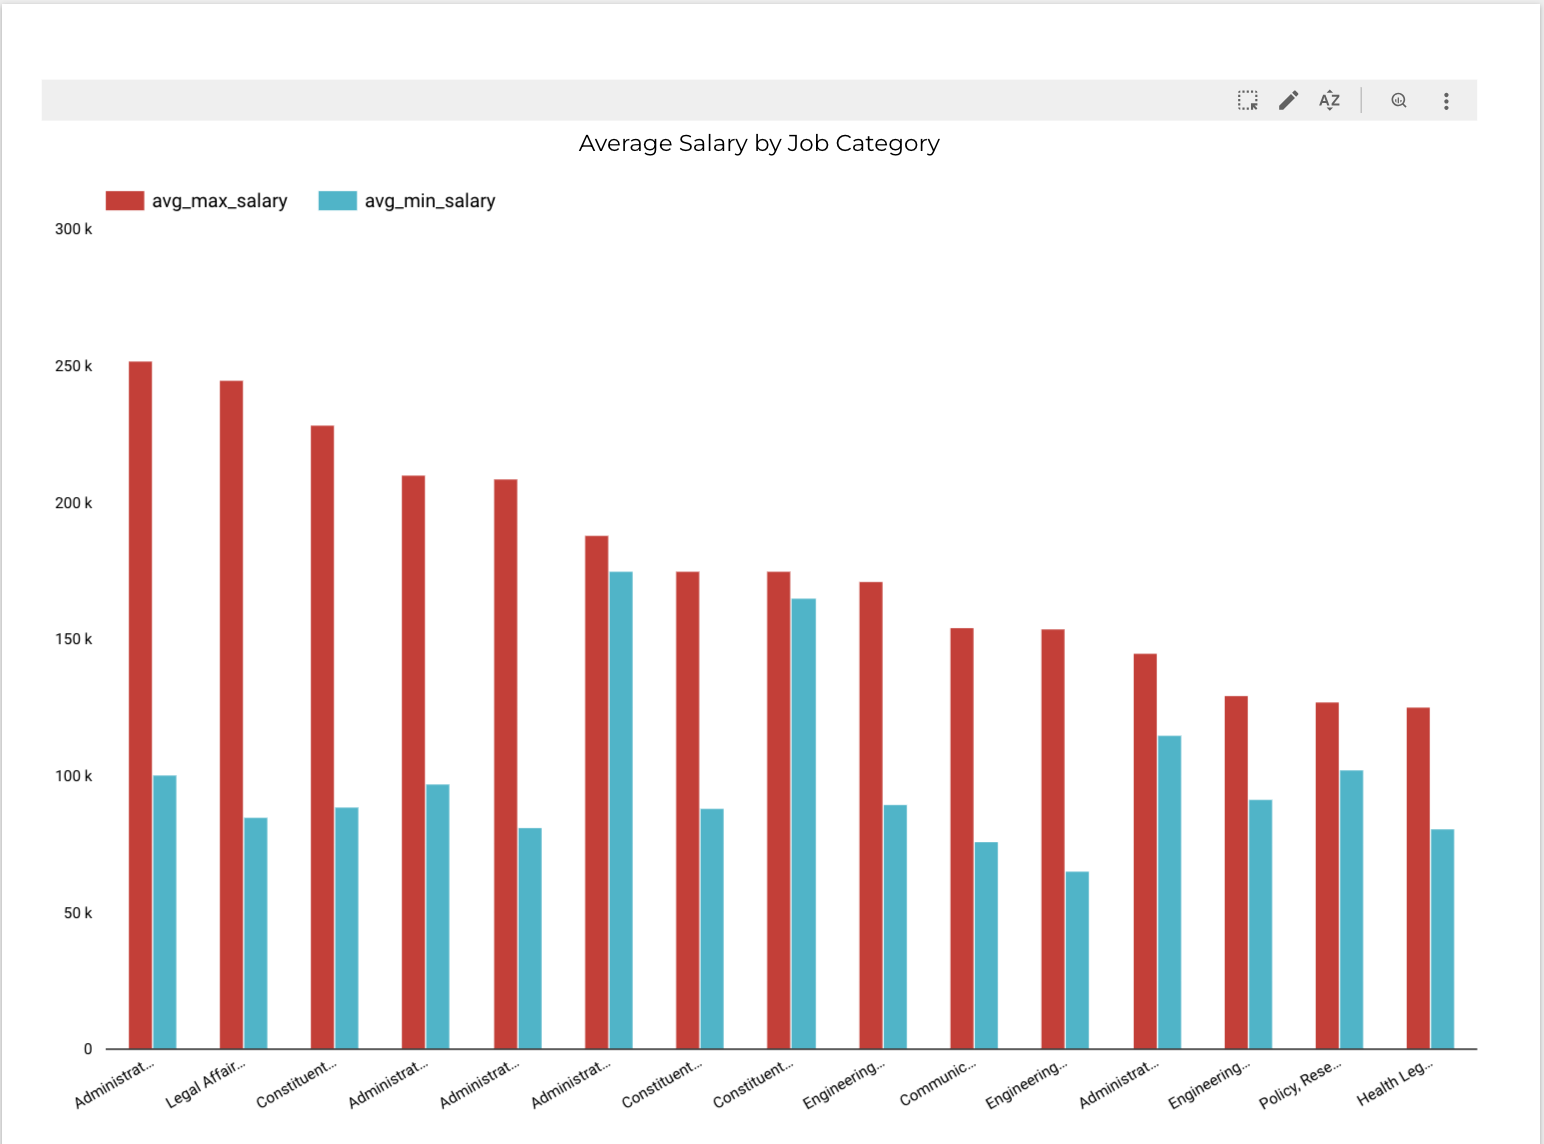 Average Salary by Job Category
avg_max_salary avg_min_salary
300 k
250 k
200 k
150 k
100 k
50 k
0
Administrat...
Legal Affair...
Constituent...
Administrat...
Administrat...
Administrat...
Constituent...
Constituent...
Engineering...
Communic...
Engineering...
Administrat...
Engineering...
Policy, Rese...
Health Leg...